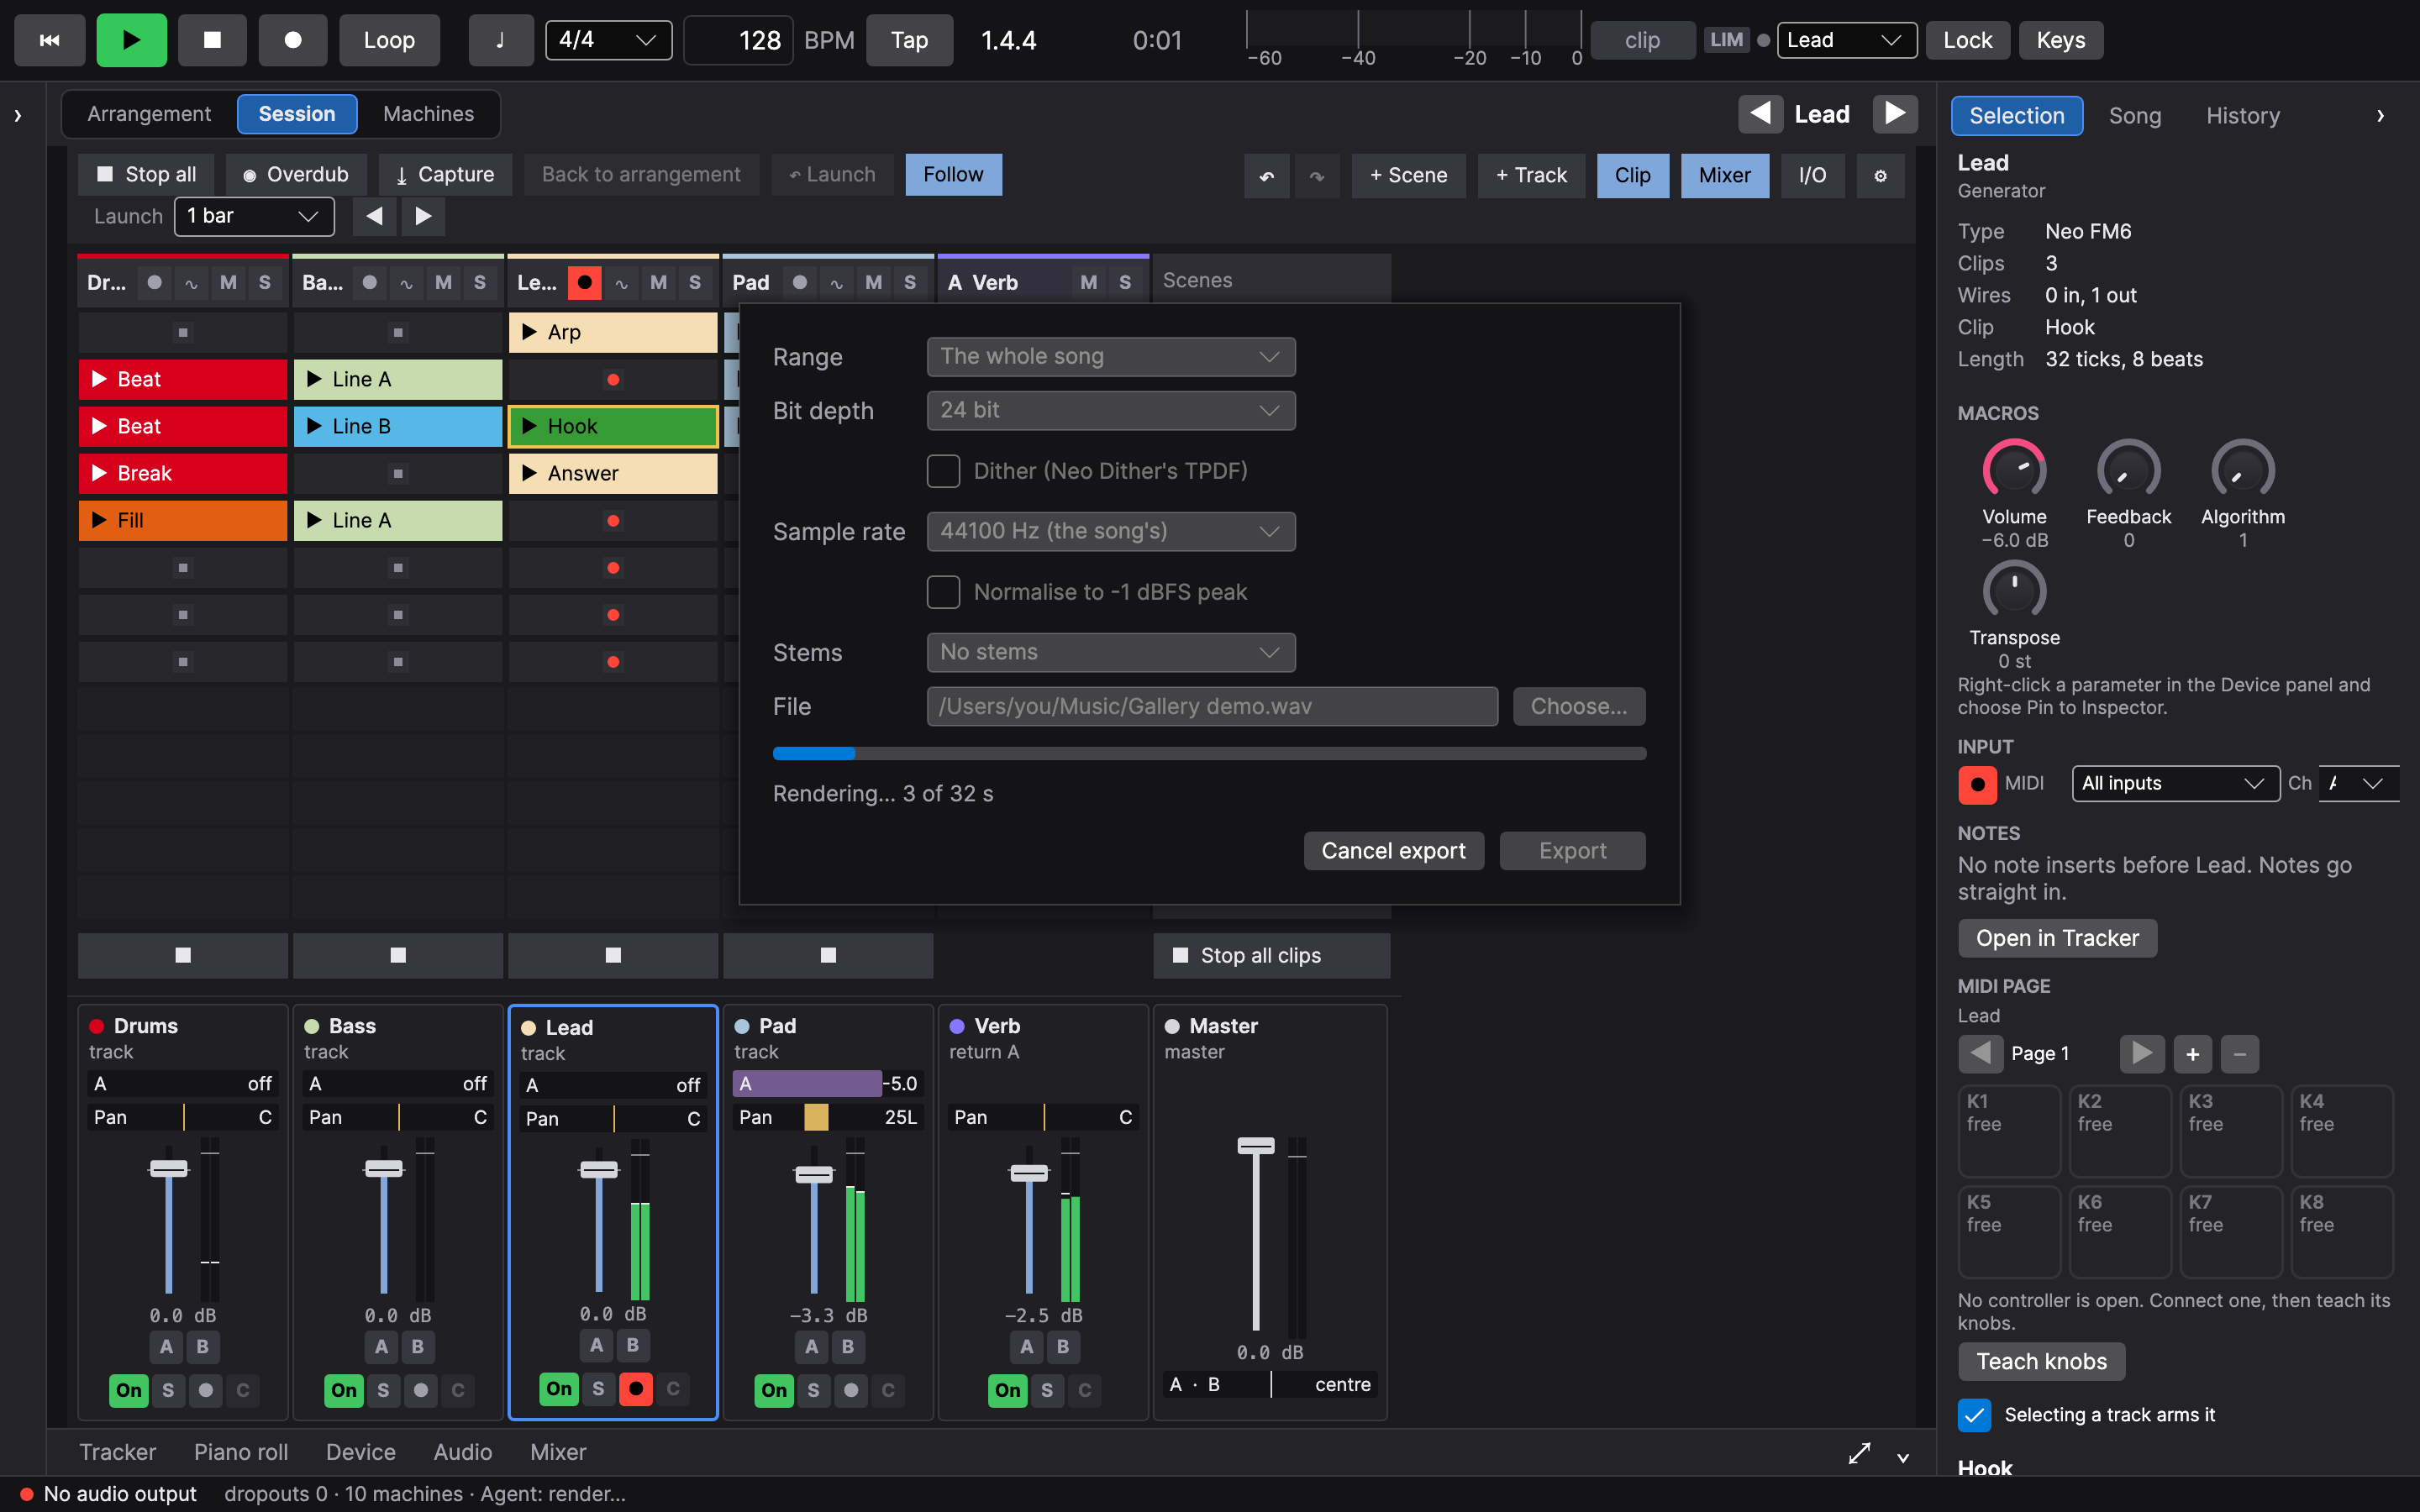 Loop
4/4
128 BPM
Tap
1.4.4
0:01
−60 −40 −20 −10 0
clip
LIM
Lead
Lock
Keys
Arrangement Session Machines
Lead
Selection Song History
Stop all
Overdub
Capture
Back to arrangement
Launch
Follow
+ Scene
+ Track
Clip
Mixer
I/O
Launch 1 bar
Dr... M S
Ba... M S
Le... M S
Pad M S
A Verb M S
Scenes
Arp
Beat Line A
Beat Line B Hook
Break Answer
Fill Line A
Range The whole song
Bit depth 24 bit
Dither (Neo Dither's TPDF)
Sample rate 44100 Hz (the song's)
Normalise to -1 dBFS peak
Stems No stems
File /Users/you/Music/Gallery demo.wav Choose...
Rendering... 3 of 32 s
Cancel export Export
Stop all clips
Drums
track
A off
Pan C
0.0 dB
A B
On S C
Bass
track
A off
Pan C
0.0 dB
A B
On S C
Lead
track
A off
Pan C
0.0 dB
A B
On S C
Pad
track
A -5.0
Pan 25L
−3.3 dB
A B
On S C
Verb
return A
Pan C
−2.5 dB
A B
On S C
Master
master
0.0 dB
A · B centre
Lead
Generator
Type Neo FM6
Clips 3
Wires 0 in, 1 out
Clip Hook
Length 32 ticks, 8 beats
MACROS
Volume Feedback Algorithm
−6.0 dB 0 1
Transpose
0 st
Right-click a parameter in the Device panel and
choose Pin to Inspector.
INPUT
MIDI All inputs Ch
NOTES
No note inserts before Lead. Notes go
straight in.
Open in Tracker
MIDI PAGE
Lead
Page 1 + −
K1 K2 K3 K4
free free free free
K5 K6 K7 K8
free free free free
No controller is open. Connect one, then teach its
knobs.
Teach knobs
Selecting a track arms it
Hook
Tracker Piano roll Device Audio Mixer
No audio output dropouts 0 · 10 machines · Agent: render...